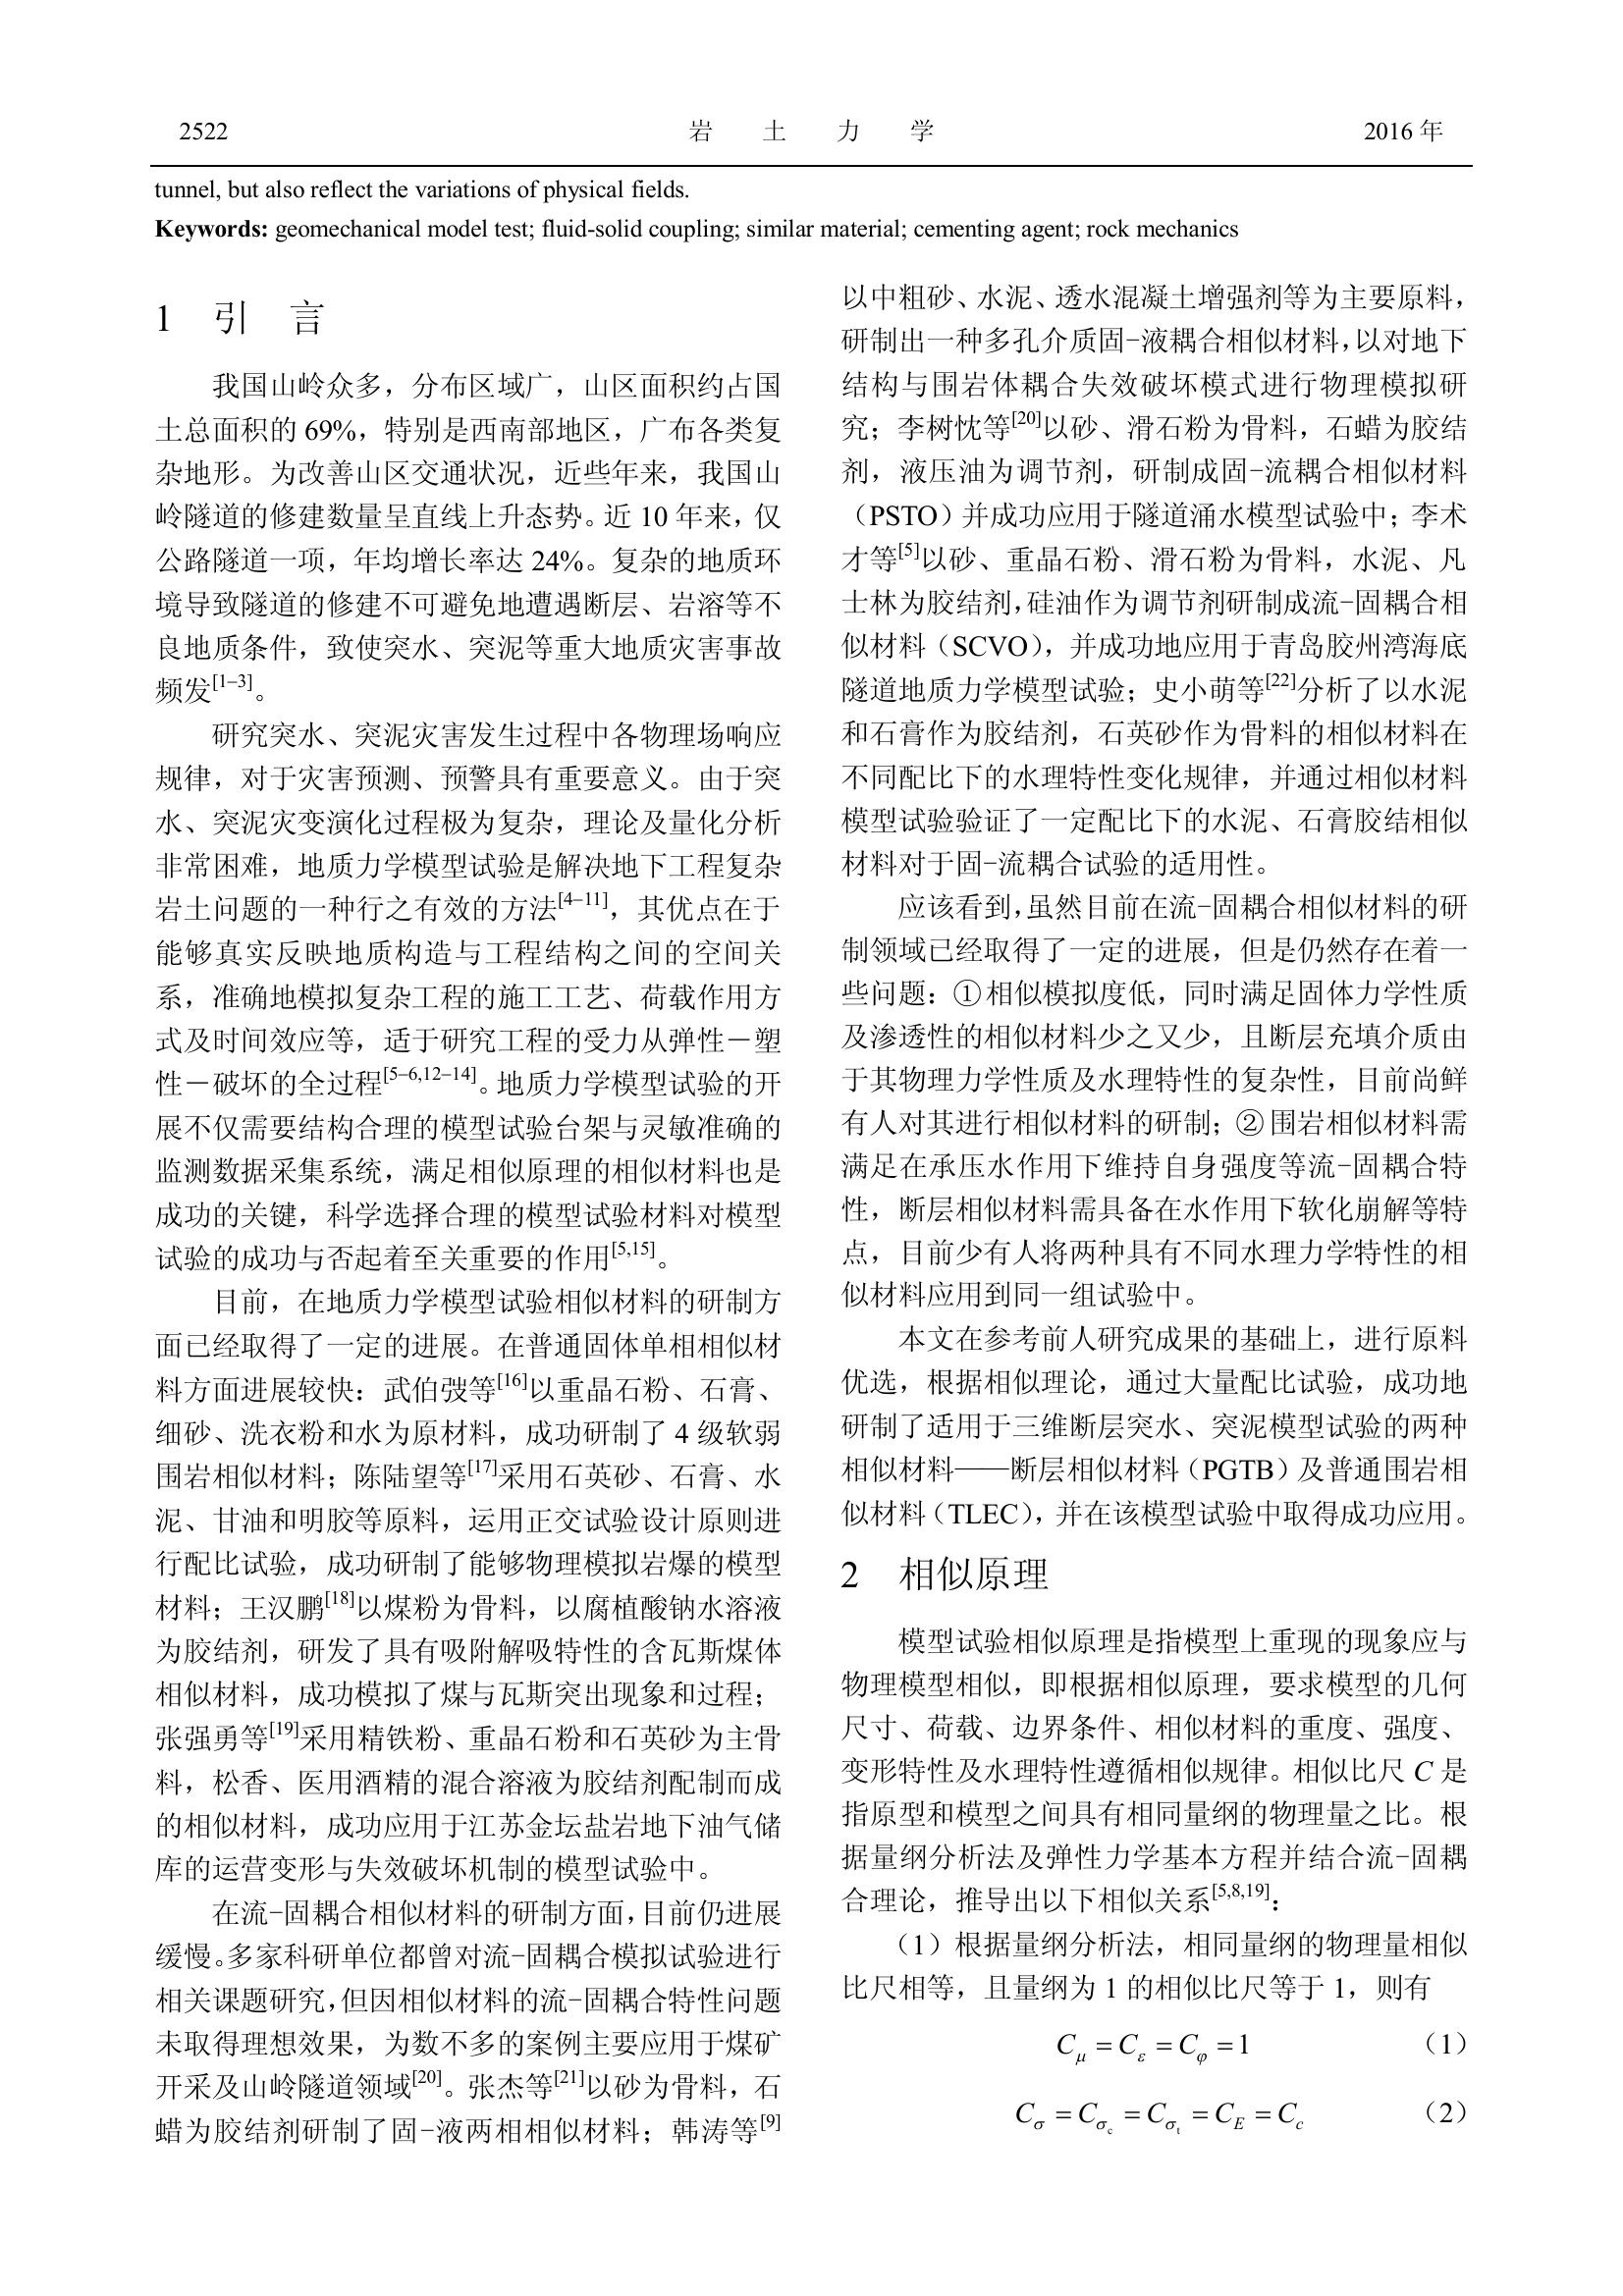 2522 岩 土 力 学 2016 年
tunnel, but also reflect the variations of physical fields.
Keywords: geomechanical model test; fluid-solid coupling; similar material; cementing agent; rock mechanics
1 引 言
我国山岭众多，分布区域广，山区面积约占国
土总面积的 69%，特别是西南部地区，广布各类复
杂地形。为改善山区交通状况，近些年来，我国山
岭隧道的修建数量呈直线上升态势。近 10 年来，仅
公路隧道一项，年均增长率达 24%。复杂的地质环
境导致隧道的修建不可避免地遭遇断层、岩溶等不
良地质条件，致使突水、突泥等重大地质灾害事故
频发[1–3]。
研究突水、突泥灾害发生过程中各物理场响应
规律，对于灾害预测、预警具有重要意义。由于突
水、突泥灾变演化过程极为复杂，理论及量化分析
非常困难，地质力学模型试验是解决地下工程复杂
岩土问题的一种行之有效的方法[4–11]，其优点在于
能够真实反映地质构造与工程结构之间的空间关
系，准确地模拟复杂工程的施工工艺、荷载作用方
式及时间效应等，适于研究工程的受力从弹性－塑
性－破坏的全过程[5–6,12–14]。地质力学模型试验的开
展不仅需要结构合理的模型试验台架与灵敏准确的
监测数据采集系统，满足相似原理的相似材料也是
成功的关键，科学选择合理的模型试验材料对模型
试验的成功与否起着至关重要的作用[5,15]。
目前，在地质力学模型试验相似材料的研制方
面已经取得了一定的进展。在普通固体单相相似材
料方面进展较快：武伯弢等[16]以重晶石粉、石膏、
细砂、洗衣粉和水为原材料，成功研制了 4 级软弱
围岩相似材料；陈陆望等[17]采用石英砂、石膏、水
泥、甘油和明胶等原料，运用正交试验设计原则进
行配比试验，成功研制了能够物理模拟岩爆的模型
材料；王汉鹏[18]以煤粉为骨料，以腐植酸钠水溶液
为胶结剂，研发了具有吸附解吸特性的含瓦斯煤体
相似材料，成功模拟了煤与瓦斯突出现象和过程；
张强勇等[19]采用精铁粉、重晶石粉和石英砂为主骨
料，松香、医用酒精的混合溶液为胶结剂配制而成
的相似材料，成功应用于江苏金坛盐岩地下油气储
库的运营变形与失效破坏机制的模型试验中。
在流–固耦合相似材料的研制方面，目前仍进展
缓慢。多家科研单位都曾对流–固耦合模拟试验进行
相关课题研究，但因相似材料的流–固耦合特性问题
未取得理想效果，为数不多的案例主要应用于煤矿
开采及山岭隧道领域[20]。张杰等[21]以砂为骨料，石
蜡为胶结剂研制了固–液两相相似材料；韩涛等[9]
以中粗砂、水泥、透水混凝土增强剂等为主要原料，
研制出一种多孔介质固–液耦合相似材料，以对地下
结构与围岩体耦合失效破坏模式进行物理模拟研
究；李树忱等[20]以砂、滑石粉为骨料，石蜡为胶结
剂，液压油为调节剂，研制成固–流耦合相似材料
（PSTO）并成功应用于隧道涌水模型试验中；李术
才等[5]以砂、重晶石粉、滑石粉为骨料，水泥、凡
士林为胶结剂，硅油作为调节剂研制成流–固耦合相
似材料（SCVO），并成功地应用于青岛胶州湾海底
隧道地质力学模型试验；史小萌等[22]分析了以水泥
和石膏作为胶结剂，石英砂作为骨料的相似材料在
不同配比下的水理特性变化规律，并通过相似材料
模型试验验证了一定配比下的水泥、石膏胶结相似
材料对于固–流耦合试验的适用性。
应该看到，虽然目前在流–固耦合相似材料的研
制领域已经取得了一定的进展，但是仍然存在着一
些问题：①相似模拟度低，同时满足固体力学性质
及渗透性的相似材料少之又少，且断层充填介质由
于其物理力学性质及水理特性的复杂性，目前尚鲜
有人对其进行相似材料的研制；②围岩相似材料需
满足在承压水作用下维持自身强度等流–固耦合特
性，断层相似材料需具备在水作用下软化崩解等特
点，目前少有人将两种具有不同水理力学特性的相
似材料应用到同一组试验中。
本文在参考前人研究成果的基础上，进行原料
优选，根据相似理论，通过大量配比试验，成功地
研制了适用于三维断层突水、突泥模型试验的两种
相似材料——断层相似材料（PGTB）及普通围岩相
似材料（TLEC），并在该模型试验中取得成功应用。
2 相似原理
模型试验相似原理是指模型上重现的现象应与
物理模型相似，即根据相似原理，要求模型的几何
尺寸、荷载、边界条件、相似材料的重度、强度、
变形特性及水理特性遵循相似规律。相似比尺 C 是
指原型和模型之间具有相同量纲的物理量之比。根
据量纲分析法及弹性力学基本方程并结合流–固耦
合理论，推导出以下相似关系[5,8,19]：
（1）根据量纲分析法，相同量纲的物理量相似
比尺相等，且量纲为 1 的相似比尺等于 1，则有
C_μ = C_ε = C_φ = 1 （1）
C_σ = C_σc = C_σt = C_E = C_c （2）